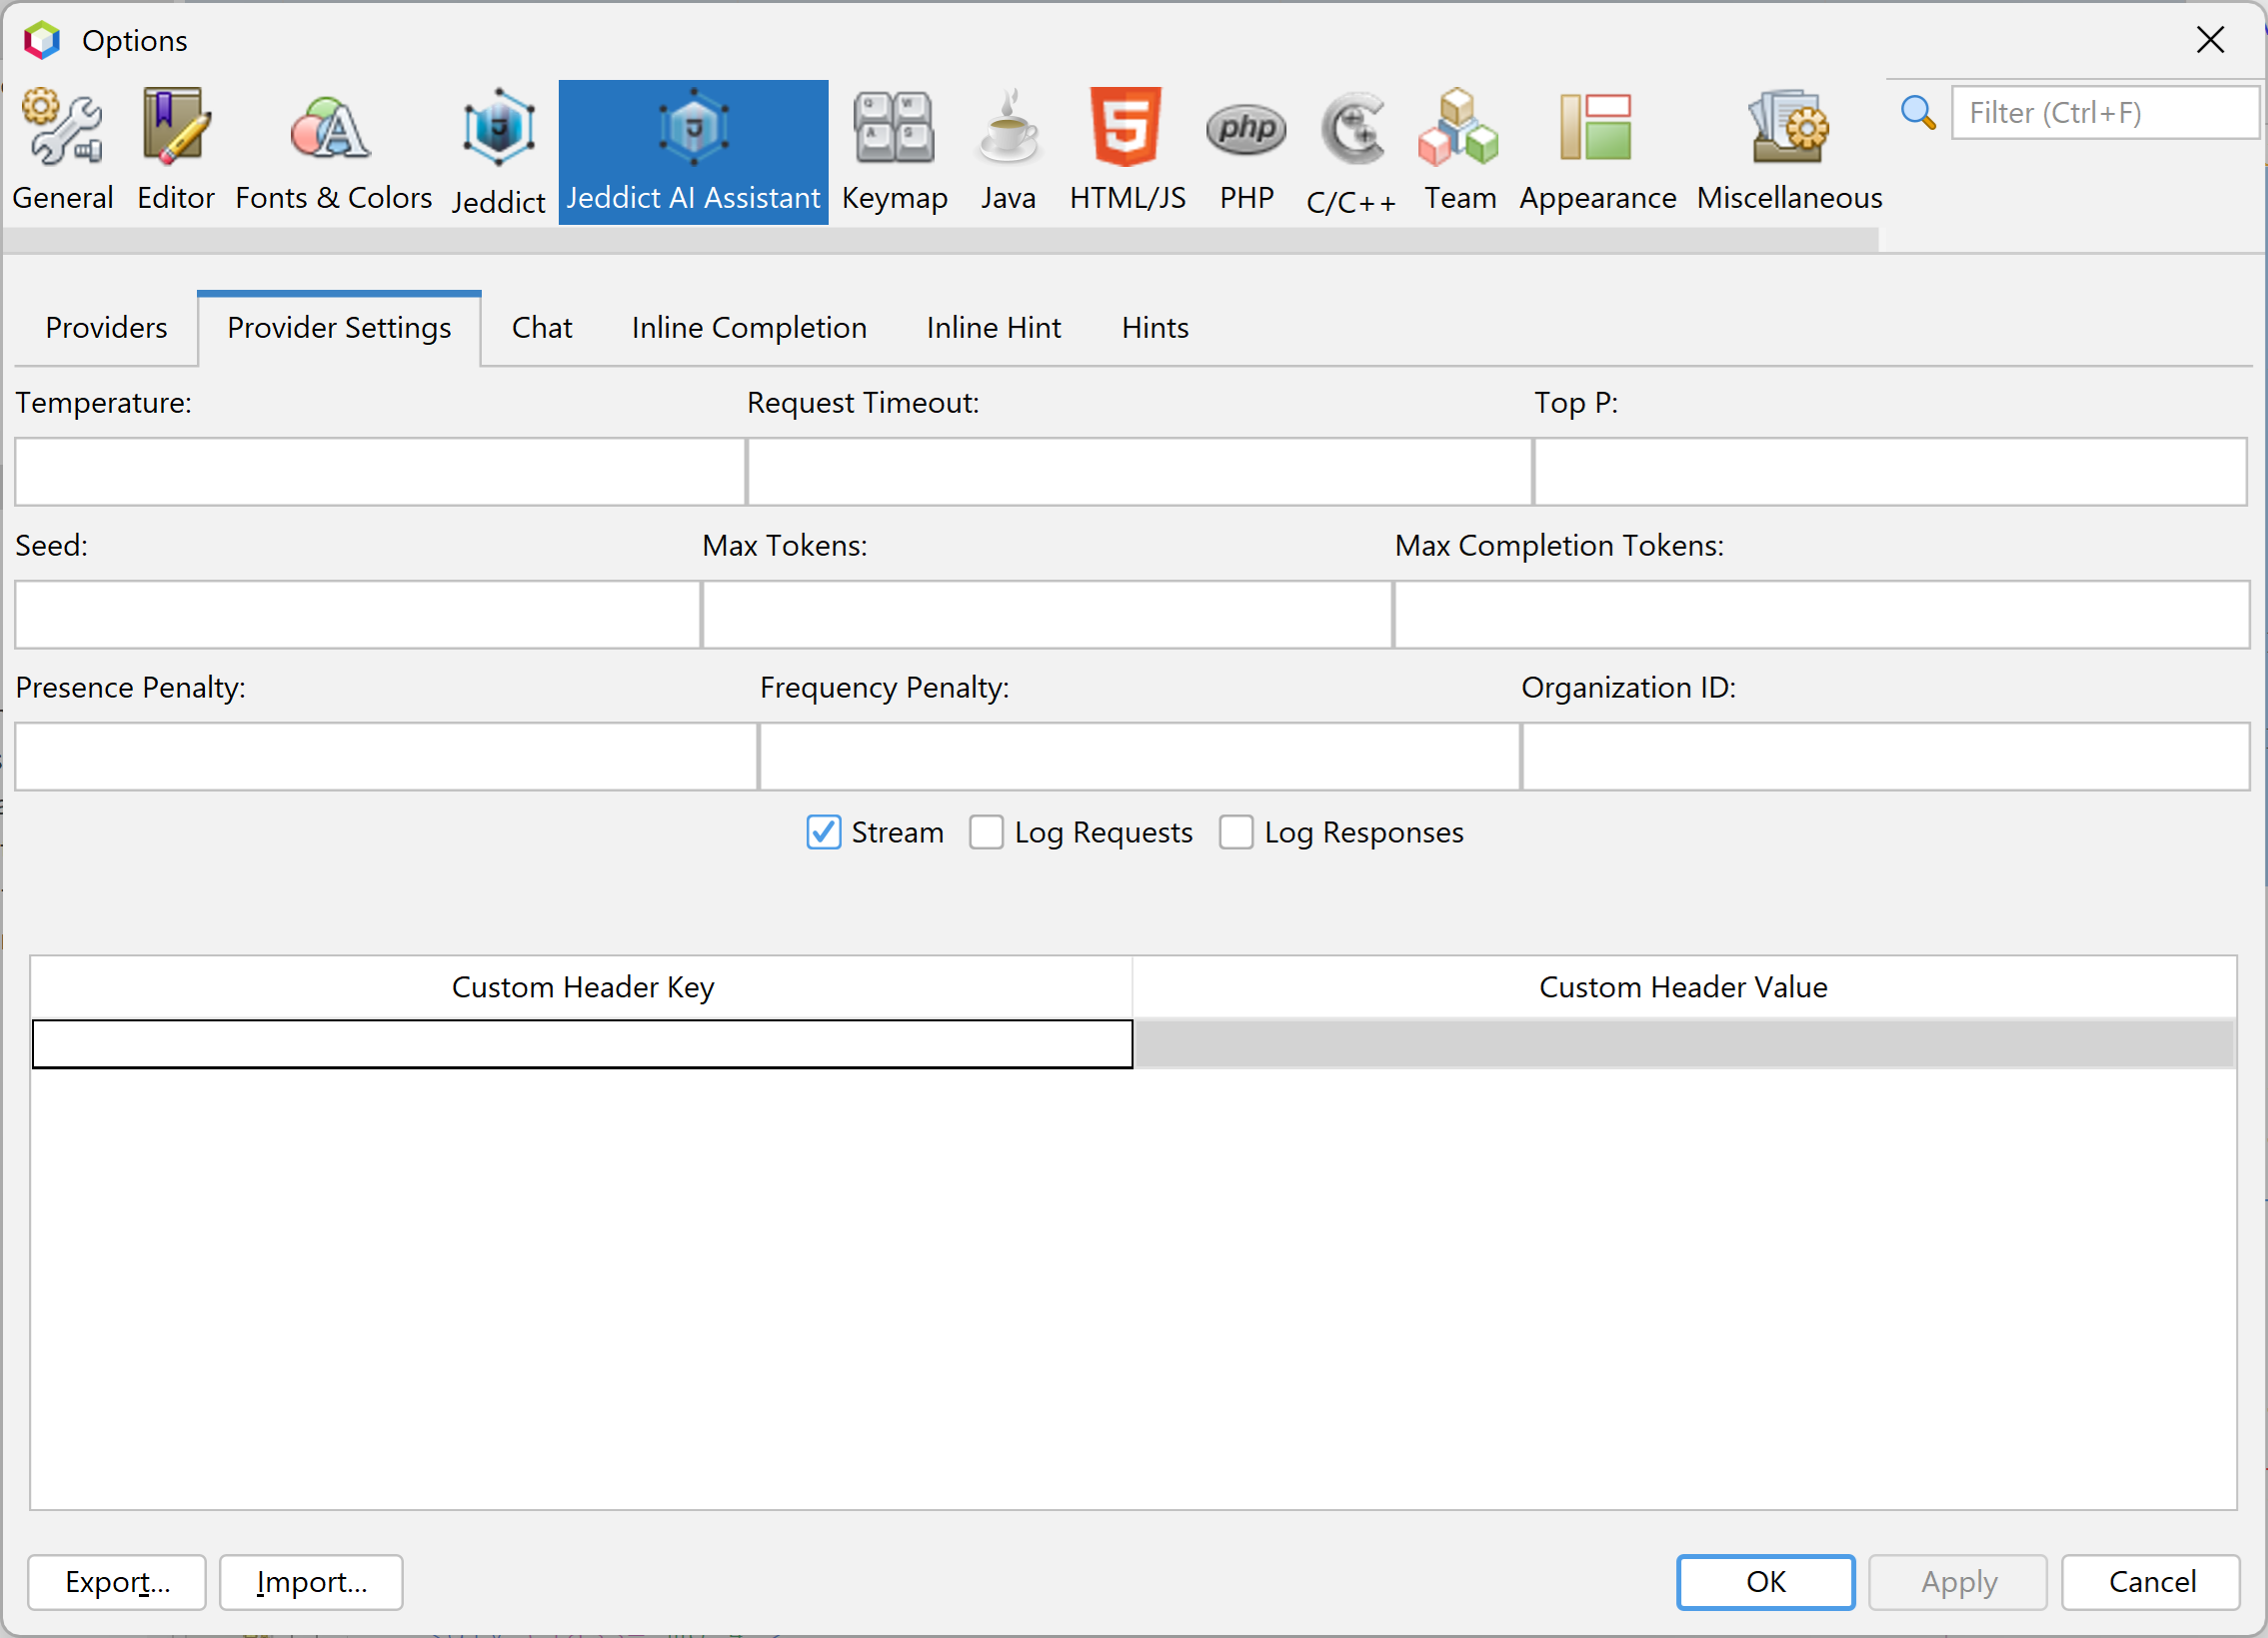 Options
General Editor Fonts & Colors Jeddict Jeddict AI Assistant Keymap Java HTML/JS PHP C/C++ Team Appearance Miscellaneous Filter (Ctrl+F)
Providers Provider Settings Chat Inline Completion Inline Hint Hints
Temperature: Request Timeout: Top P:
Seed: Max Tokens: Max Completion Tokens:
Presence Penalty: Frequency Penalty: Organization ID:
Stream Log Requests Log Responses
Custom Header Key Custom Header Value
Export... Import... OK Apply Cancel